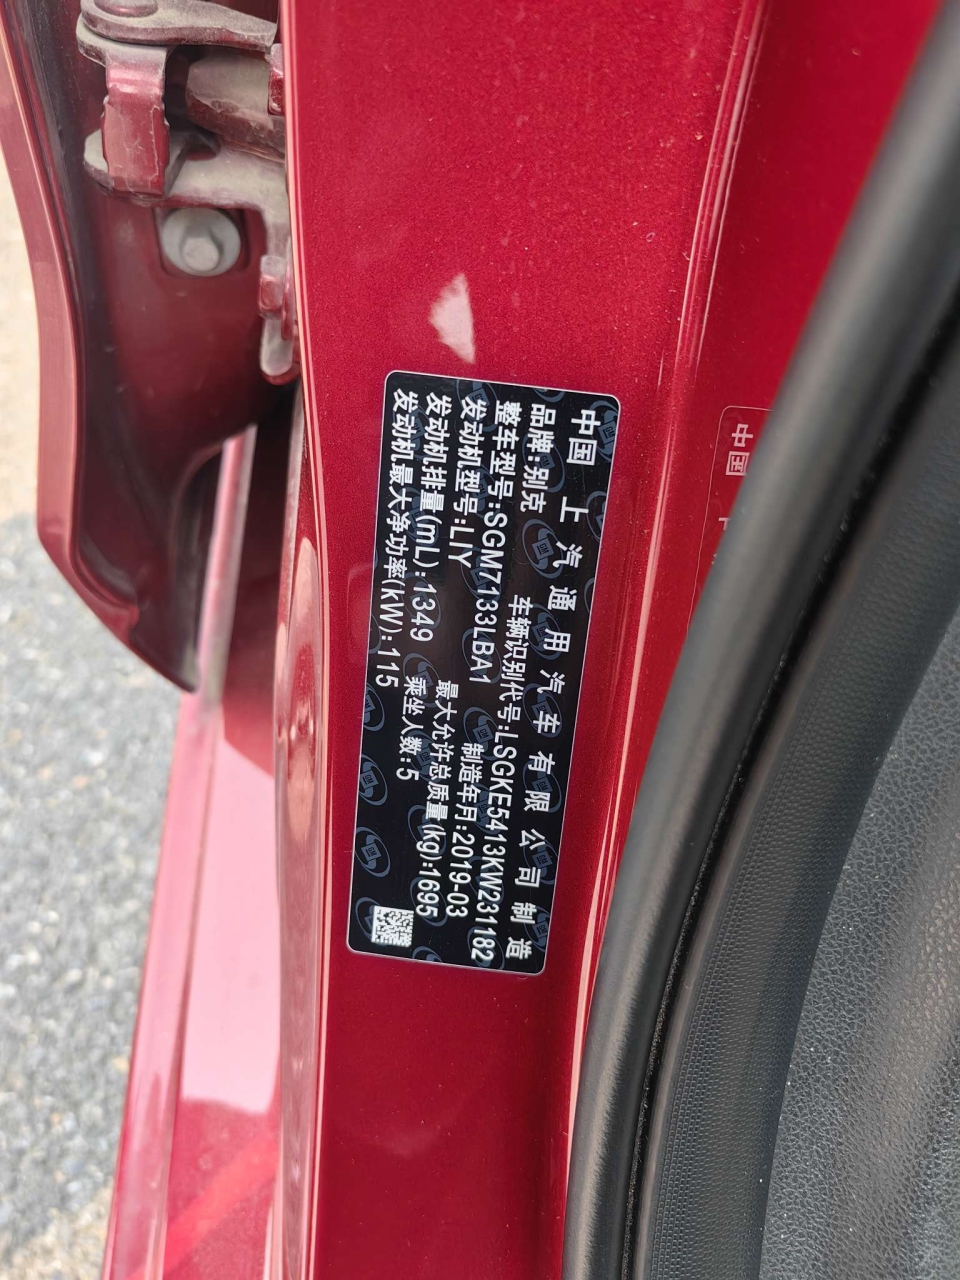 中国 上汽通用汽车有限公司制造
品牌:别克 车辆识别代号:LSGKE5413KW231182
整车型号:SGM7133LBA1 制造年月:2019-03
发动机型号:LIY 最大允许总质量(kg):1695
发动机排量(mL):1349 乘坐人数:5
发动机最大净功率(kW):115
中国